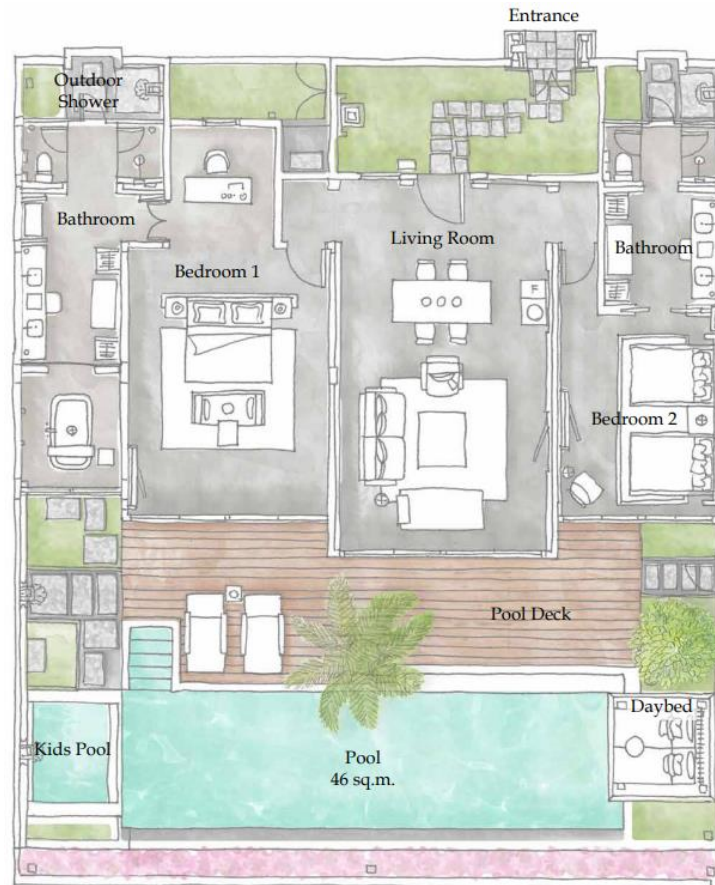 Entrance
Outdoor
Shower
Bathroom
Living Room
Bathroom
Bedroom 1
Bedroom 2
Pool Deck
Daybed
Kids Pool
Pool
46 sq.m.